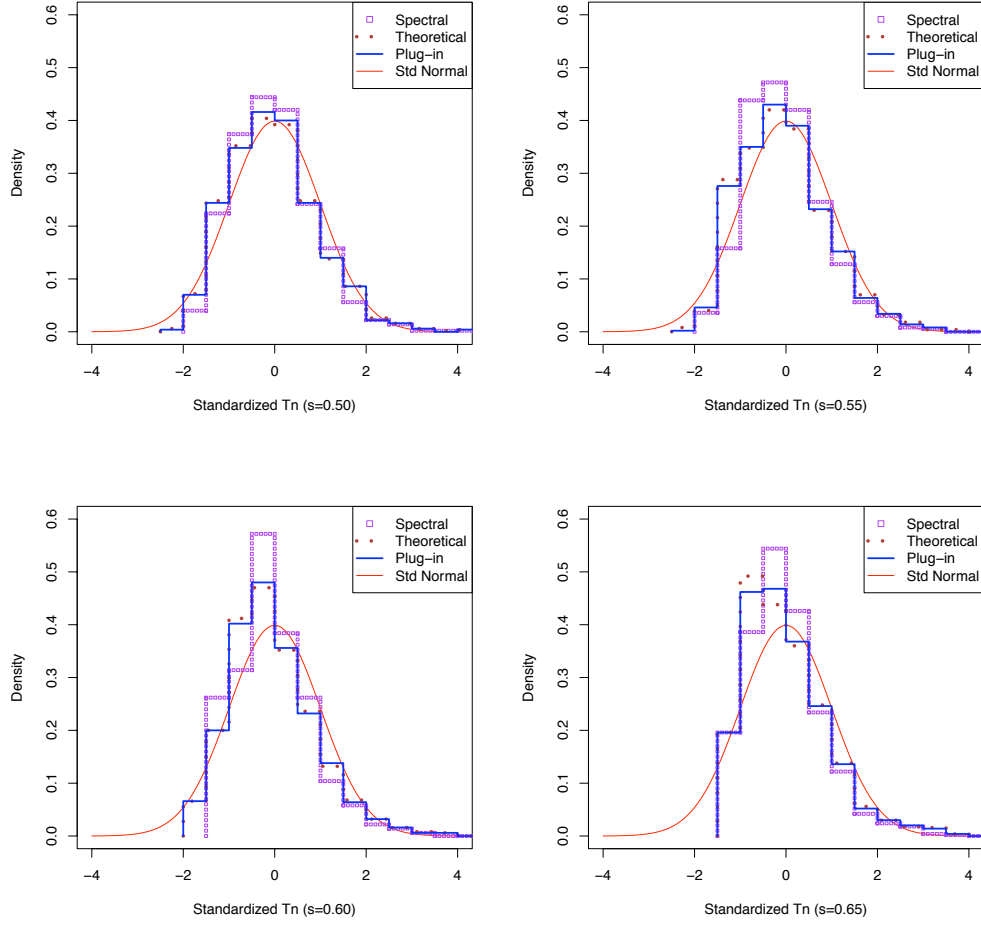 0.6
0.5
0.4
0.3
0.2
0.1
0.0
Density
Spectral
Theoretical
Plug−in
Std Normal
−4 −2 0 2 4
Standardized Tn (s=0.50)
0.6
0.5
0.4
0.3
0.2
0.1
0.0
Density
Spectral
Theoretical
Plug−in
Std Normal
−4 −2 0 2 4
Standardized Tn (s=0.55)
0.6
0.5
0.4
0.3
0.2
0.1
0.0
Density
Spectral
Theoretical
Plug−in
Std Normal
−4 −2 0 2 4
Standardized Tn (s=0.60)
0.6
0.5
0.4
0.3
0.2
0.1
0.0
Density
Spectral
Theoretical
Plug−in
Std Normal
−4 −2 0 2 4
Standardized Tn (s=0.65)